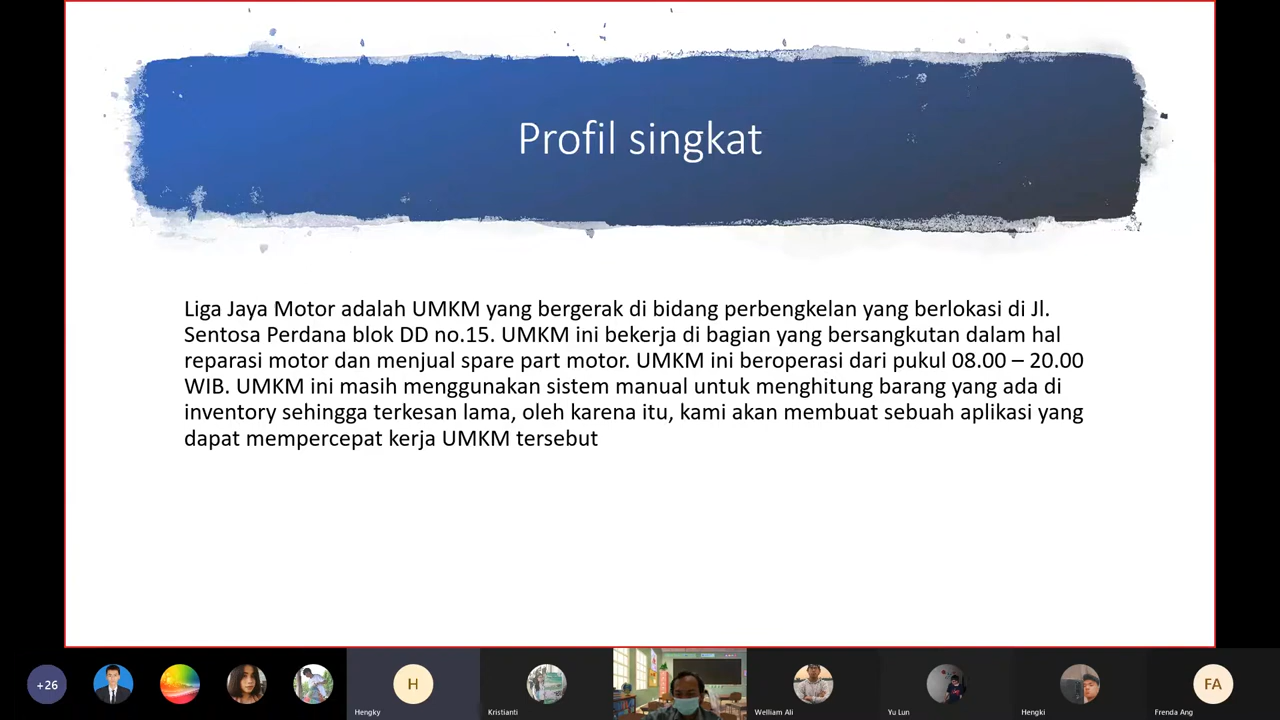 Profil singkat
Liga Jaya Motor adalah UMKM yang bergerak di bidang perbengkelan yang berlokasi di Jl.
Sentosa Perdana blok DD no.15. UMKM ini bekerja di bagian yang bersangkutan dalam hal
reparasi motor dan menjual spare part motor. UMKM ini beroperasi dari pukul 08.00 – 20.00
WIB. UMKM ini masih menggunakan sistem manual untuk menghitung barang yang ada di
inventory sehingga terkesan lama, oleh karena itu, kami akan membuat sebuah aplikasi yang
dapat mempercepat kerja UMKM tersebut
+26
H
FA
Hengky
Kristianti
Welliam Ali
Yu Lun
Hengki
Frenda Ang